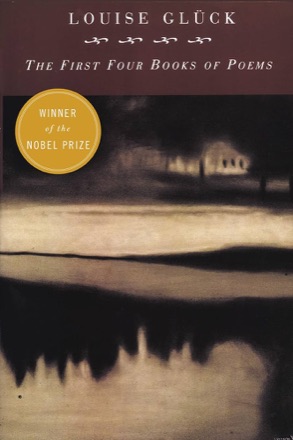 LOUISE GLÜCK
THE FIRST FOUR BOOKS OF POEMS
WINNER
of the
NOBEL PRIZE